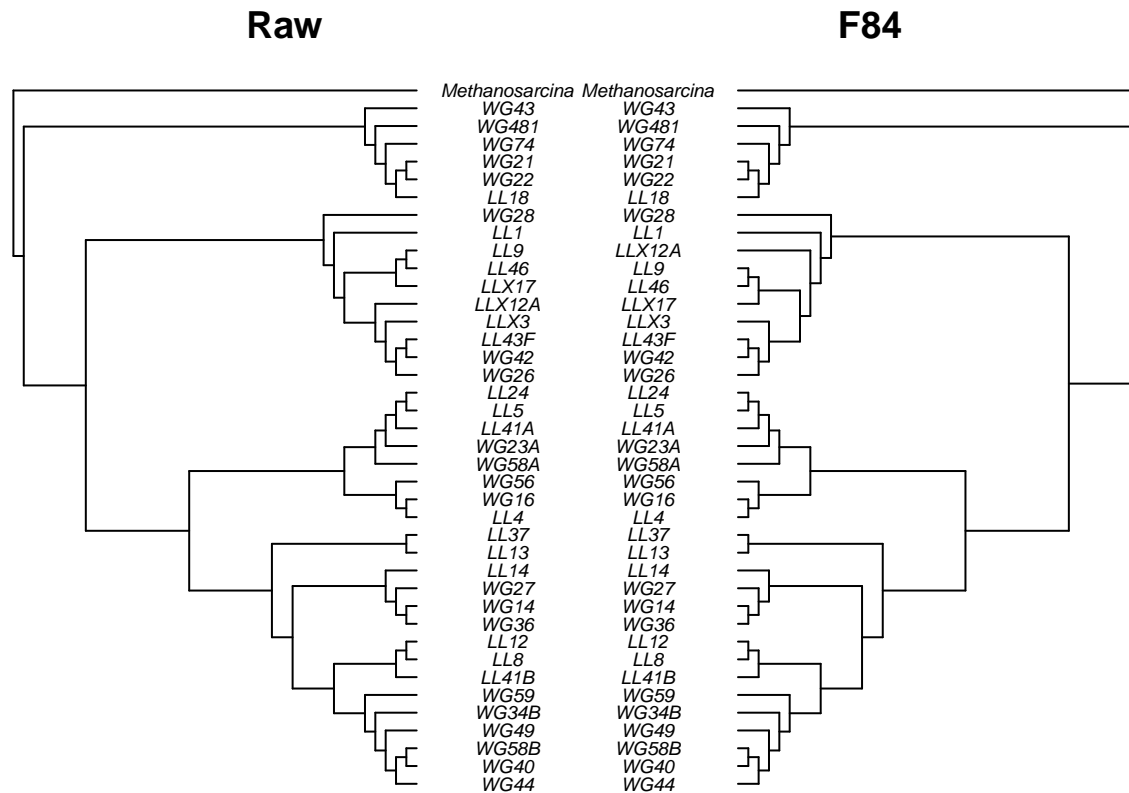 Raw F84
Methanosarcina Methanosarcina
WG43 WG43
WG481 WG481
WG74 WG74
WG21 WG21
WG22 WG22
LL18 LL18
WG28 WG28
LL1 LL1
LL9 LLX12A
LL46 LL9
LLX17 LL46
LLX12A LLX17
LLX3 LLX3
LL43F LL43F
WG42 WG42
WG26 WG26
LL24 LL24
LL5 LL5
LL41A LL41A
WG23A WG23A
WG58A WG58A
WG56 WG56
WG16 WG16
LL4 LL4
LL37 LL37
LL13 LL13
LL14 LL14
WG27 WG27
WG14 WG14
WG36 WG36
LL12 LL12
LL8 LL8
LL41B LL41B
WG59 WG59
WG34B WG34B
WG49 WG49
WG58B WG58B
WG40 WG40
WG44 WG44